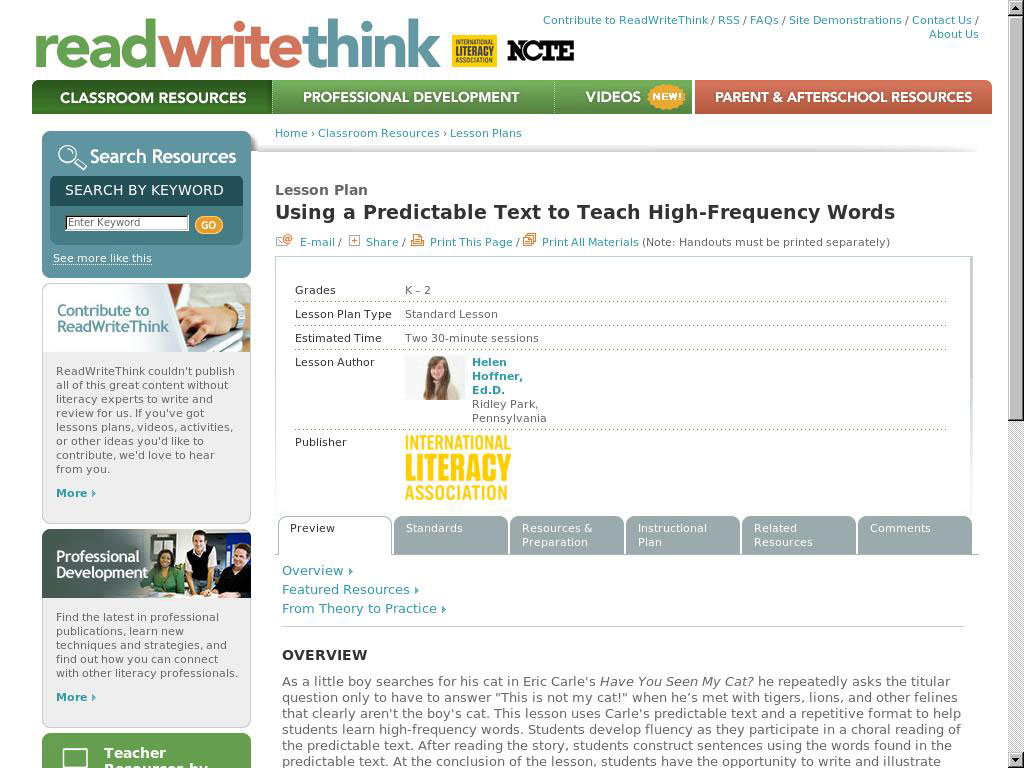 Contribute to ReadWriteThink / RSS / FAQs / Site Demonstrations / Contact Us /
About Us
readwritethink
INTERNATIONAL
LITERACY
ASSOCIATION
NCTE
CLASSROOM RESOURCES
PROFESSIONAL DEVELOPMENT
VIDEOS NEW!
PARENT & AFTERSCHOOL RESOURCES
Home › Classroom Resources › Lesson Plans
Search Resources
SEARCH BY KEYWORD
Enter Keyword
GO
See more like this
Contribute to
ReadWriteThink
ReadWriteThink couldn't publish
all of this great content without
literacy experts to write and
review for us. If you've got
lessons plans, videos, activities,
or other ideas you'd like to
contribute, we'd love to hear
from you.
More
Professional
Development
Find the latest in professional
publications, learn new
techniques and strategies, and
find out how you can connect
with other literacy professionals.
More
Teacher
Resources by
Lesson Plan
Using a Predictable Text to Teach High-Frequency Words
E-mail / Share / Print This Page / Print All Materials (Note: Handouts must be printed separately)
Grades K – 2
Lesson Plan Type Standard Lesson
Estimated Time Two 30-minute sessions
Lesson Author
Helen
Hoffner,
Ed.D.
Ridley Park,
Pennsylvania
Publisher
INTERNATIONAL
LITERACY
ASSOCIATION
Preview
Standards
Resources &
Preparation
Instructional
Plan
Related
Resources
Comments
Overview
Featured Resources
From Theory to Practice
OVERVIEW
As a little boy searches for his cat in Eric Carle's Have You Seen My Cat? he repeatedly asks the titular
question only to have to answer "This is not my cat!" when he’s met with tigers, lions, and other felines
that clearly aren't the boy’s cat. This lesson uses Carle's predictable text and a repetitive format to help
students learn high-frequency words. Students develop fluency as they participate in a choral reading of
the predictable text. After reading the story, students construct sentences using the words found in the
predictable text. At the conclusion of the lesson, students have the opportunity to write and illustrate